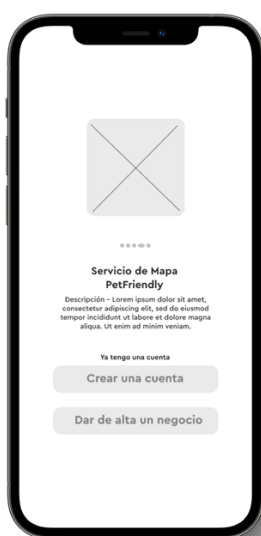 Servicio de Mapa
PetFriendly
Descripción – Lorem ipsum dolor sit amet,
consectetur adipiscing elit, sed do eiusmod
tempor incididunt ut labore et dolore magna
aliqua. Ut enim ad minim veniam.
Ya tengo una cuenta
Crear una cuenta
Dar de alta un negocio